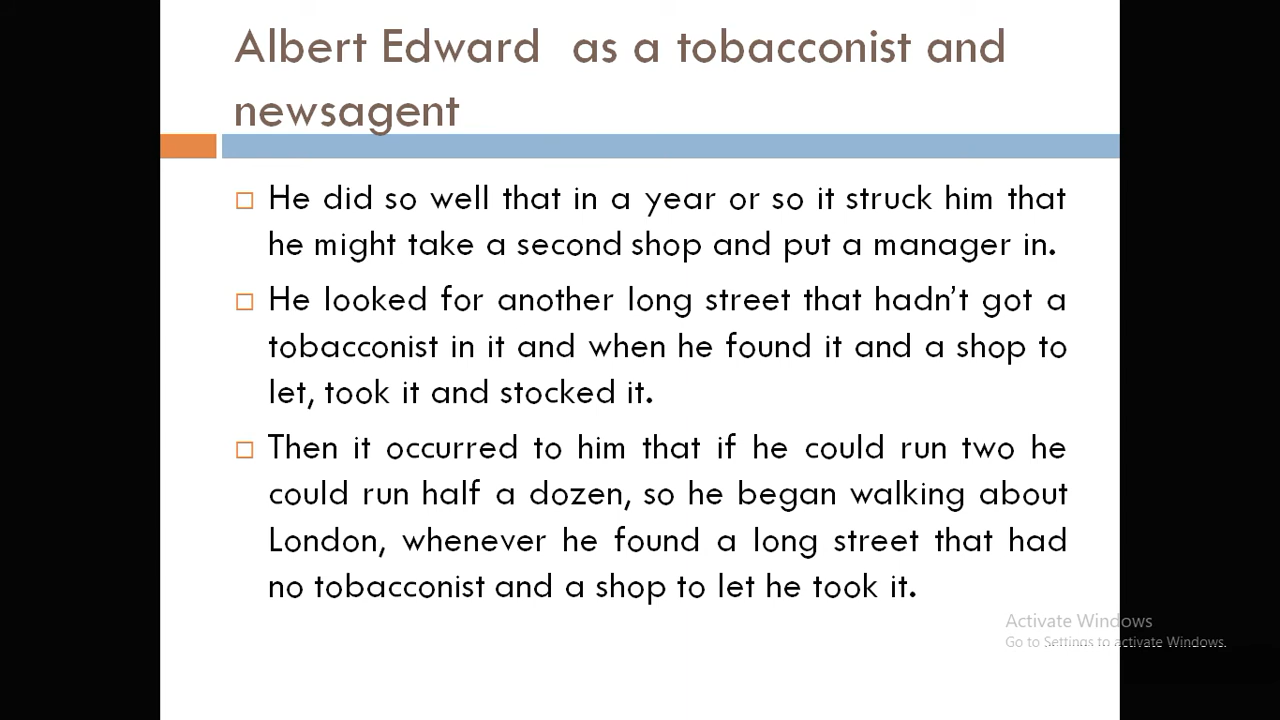 Albert Edward as a tobacconist and
newsagent
He did so well that in a year or so it struck him that
he might take a second shop and put a manager in.
He looked for another long street that hadn't got a
tobacconist in it and when he found it and a shop to
let, took it and stocked it.
Then it occurred to him that if he could run two he
could run half a dozen, so he began walking about
London, whenever he found a long street that had
no tobacconist and a shop to let he took it.
Activate Windows
Go to Settings to activate Windows.